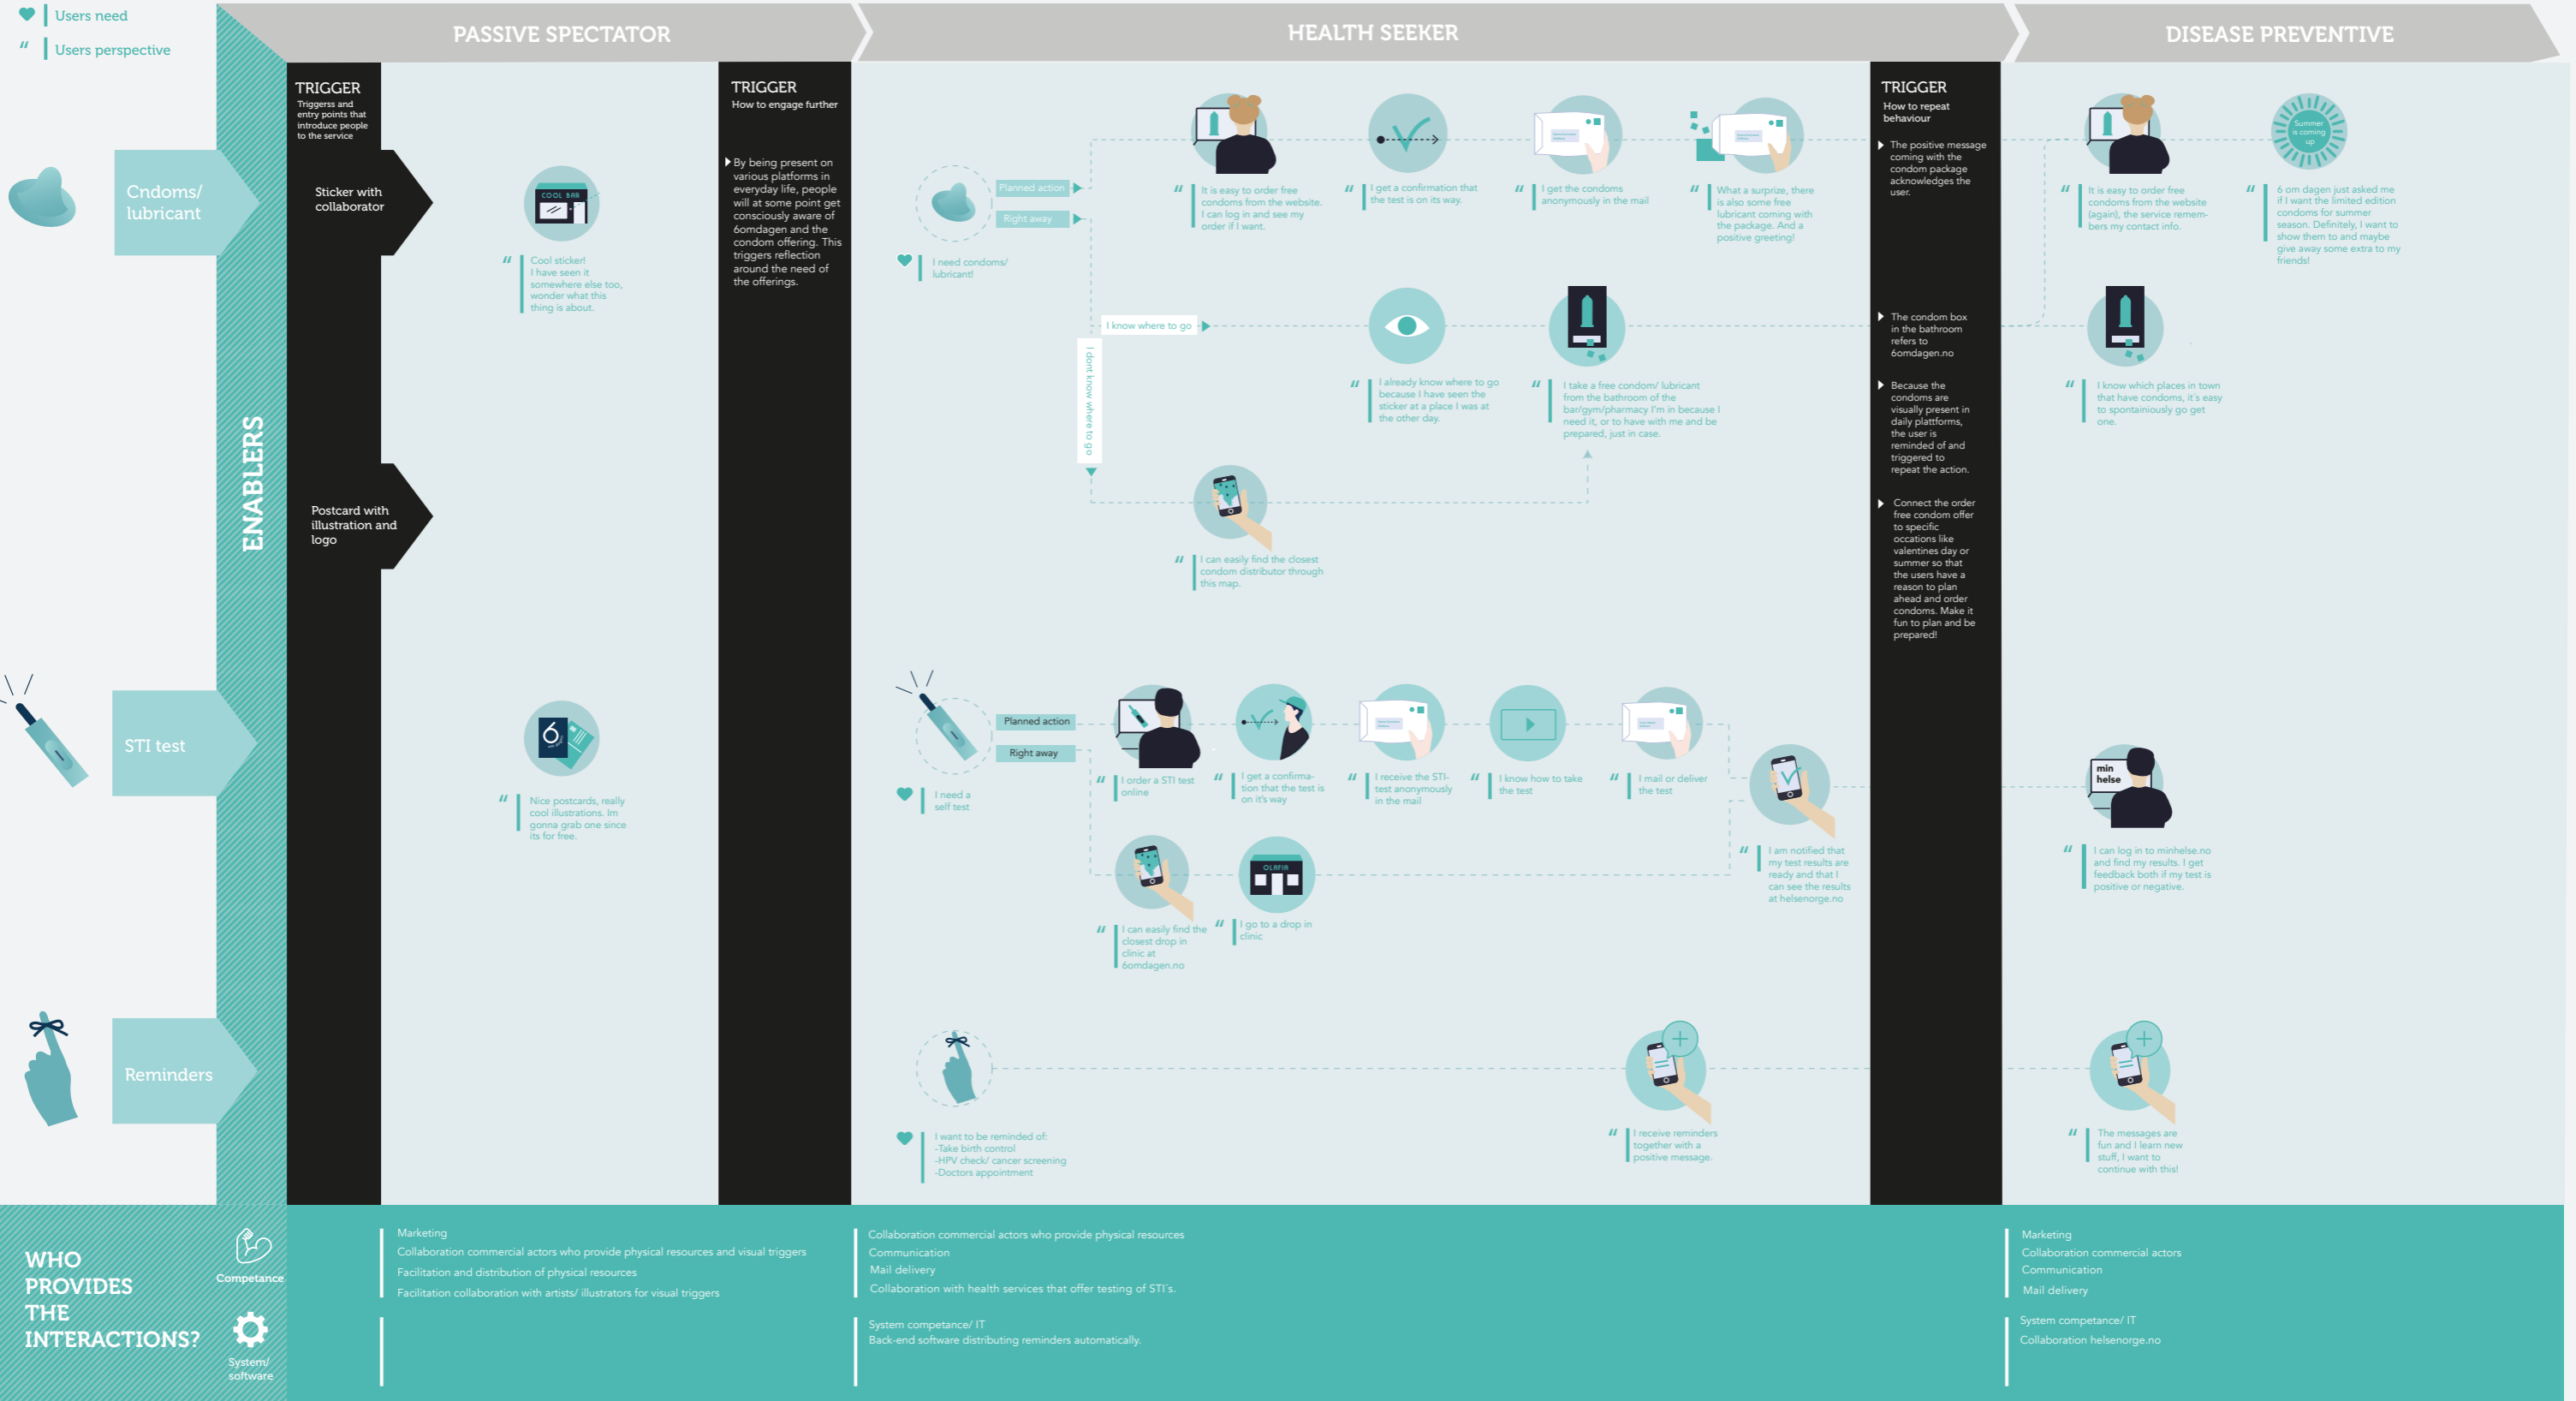 Users need
Users perspective
PASSIVE SPECTATOR
HEALTH SEEKER
DISEASE PREVENTIVE
ENABLERS
Cndoms/
lubricant
STI test
Reminders
TRIGGER
Triggerss and
entry points that
introduce people
to the service
Sticker with
collaborator
Postcard with
illustration and
logo
COOL BAR
Cool sticker!
I have seen it
somewhere else too,
wonder what this
thing is about.
6
Nice postcards, really
cool illustrations. Im
gonna grab one since
its for free.
TRIGGER
How to engage further
By being present on
various platforms in
everyday life, people
will at some point get
consciously aware of
6omdagen and the
condom offering. This
triggers reflection
around the need of
the offerings.
Planned action
Right away
I need condoms/
lubricant!
It is easy to order free
condoms from the website.
I can log in and see my
order if I want.
I get a confirmation that
the test is on its way.
I get the condoms
anonymously in the mail
What a surprize, there
is also some free
lubricant coming with
the package. And a
positive greeting!
I know where to go
I dont know where to go
I already know where to go
because I have seen the
sticker at a place I was at
the other day.
I take a free condom/ lubricant
from the bathroom of the
bar/gym/pharmacy I'm in because I
need it, or to have with me and be
prepared, just in case.
I can easily find the closest
condom distributor through
this map.
Planned action
Right away
I need a
self test
I order a STI test
online
I get a confirma-
tion that the test is
on it's way
I receive the STI-
test anonymously
in the mail
I know how to take
the test
I mail or deliver
the test
I can easily find the
closest drop in
clinic at
6omdagen.no
OLAFIA
I go to a drop in
clinic
I am notified that
my test results are
ready and that I
can see the results
at helsenorge.no
I want to be reminded of:
-Take birth control
-HPV check/ cancer screening
-Doctors appointment
I receive reminders
together with a
positive message.
TRIGGER
How to repeat
behaviour
The positive message
coming with the
condom package
acknowledges the
user.
The condom box
in the bathroom
refers to
6omdagen.no
Because the
condoms are
visually present in
daily plattforms,
the user is
reminded of and
triggered to
repeat the action.
Connect the order
free condom offer
to specific
occations like
valentines day or
summer so that
the users have a
reason to plan
ahead and order
condoms. Make it
fun to plan and be
prepared!
It is easy to order free
condoms from the website
(again), the service remem-
bers my contact info.
Summer
is coming
up
6 om dagen just asked me
if I want the limited edition
condoms for summer
season. Definitely, I want to
show them to and maybe
give away some extra to my
friends!
I know which places in town
that have condoms, it's easy
to spontainiously go get
one.
min
helse
I can log in to minhelse.no
and find my results. I get
feedback both if my test is
positive or negative.
The messages are
fun and I learn new
stuff, I want to
continue with this!
WHO
PROVIDES
THE
INTERACTIONS?
Competance
System/
software
Marketing
Collaboration commercial actors who provide physical resources and visual triggers
Facilitation and distribution of physical resources
Facilitation collaboration with artists/ illustrators for visual triggers
Collaboration commercial actors who provide physical resources
Communication
Mail delivery
Collaboration with health services that offer testing of STI's.
System competance/ IT
Back-end software distributing reminders automatically.
Marketing
Collaboration commercial actors
Communication
Mail delivery
System competance/ IT
Collaboration helsenorge.no